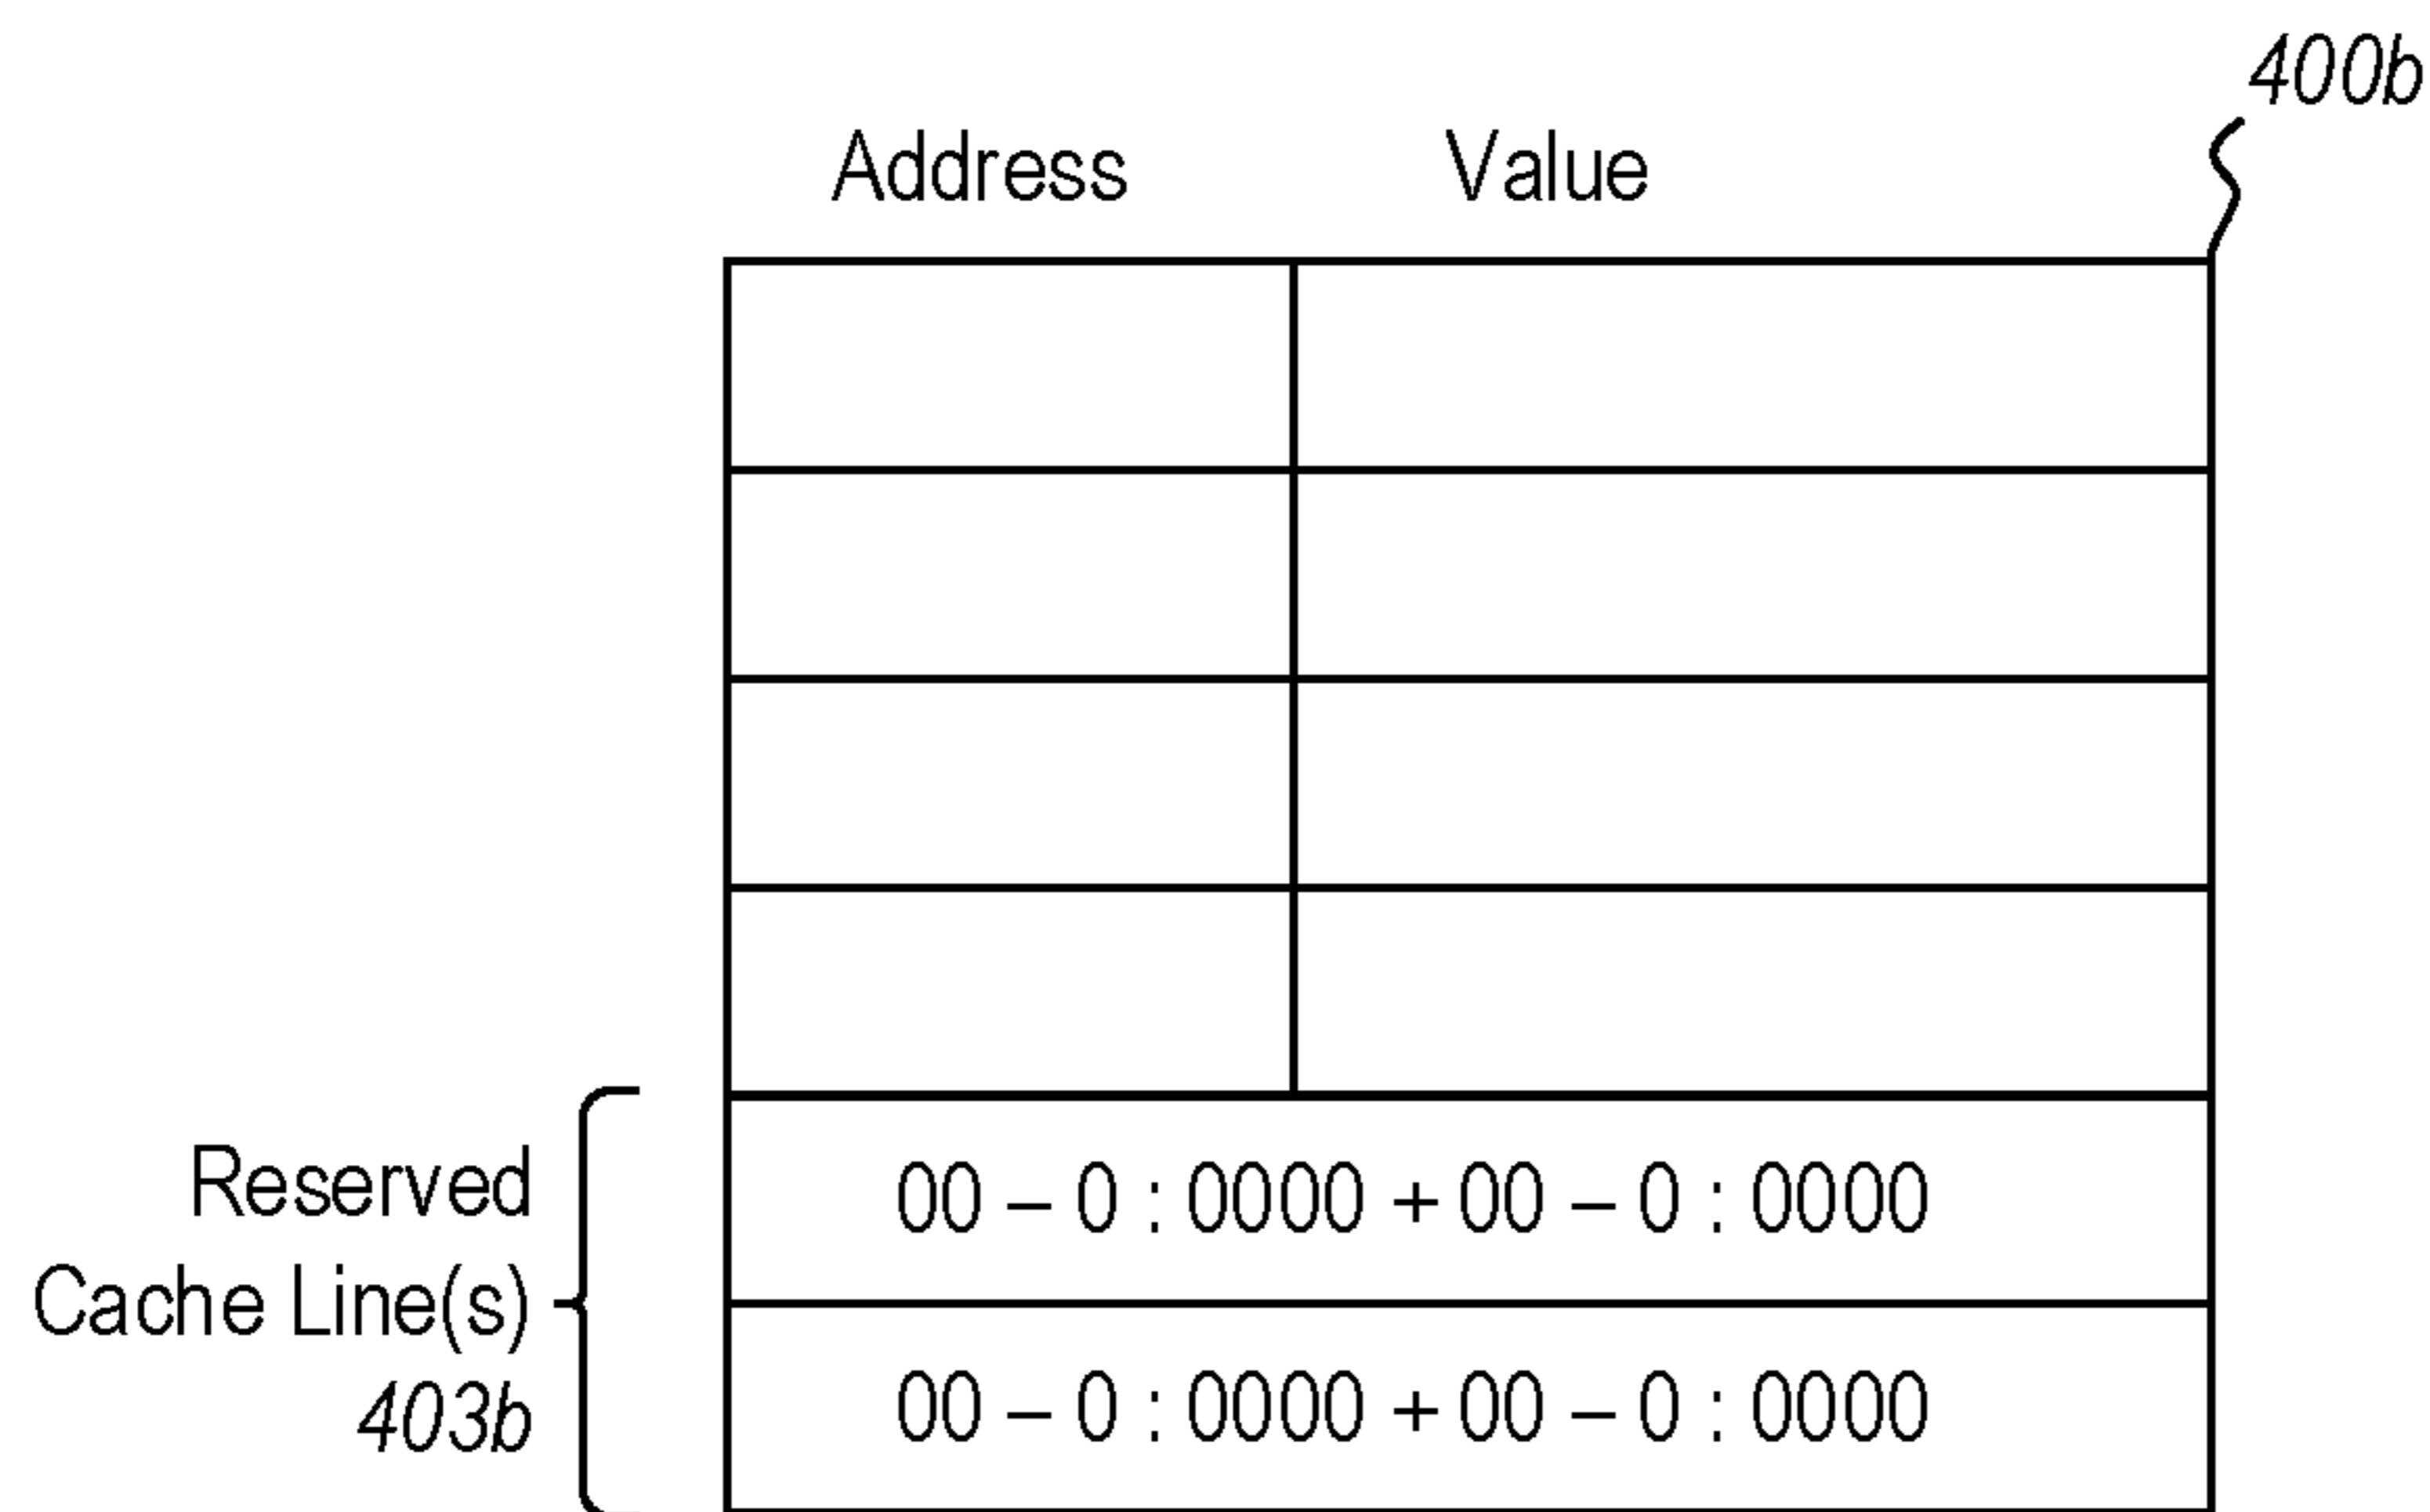 400b
Address Value
Reserved
Cache Line(s)
403b
00 – 0 : 0000 + 00 – 0 : 0000
00 – 0 : 0000 + 00 – 0 : 0000